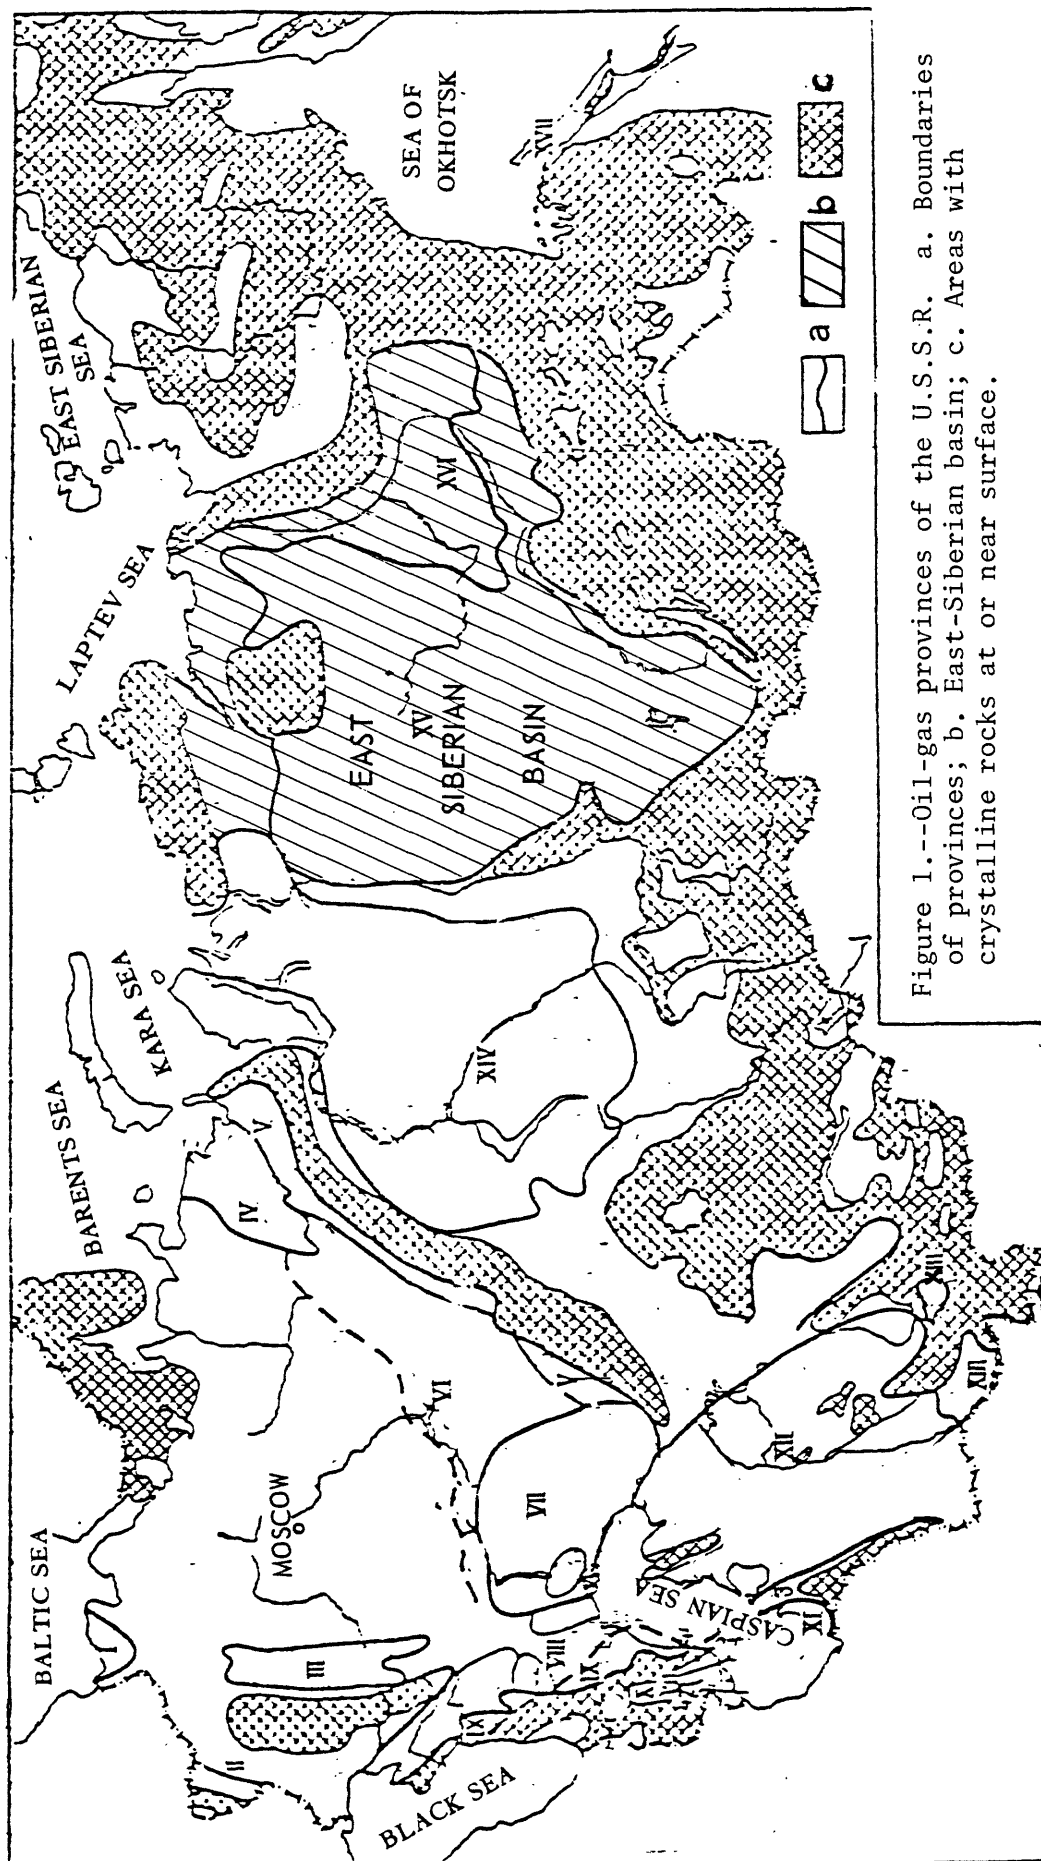 BARENTS SEA
KARA SEA
LAPTEV SEA
EAST SIBERIAN
SEA
BALTIC SEA
I
II
III
IV
V
MOSCOW
VI
V
VII
VIII
IX
IX
XI
CASPIAN SEA
BLACK SEA
XII
XIII
XIII
XIV
EAST
XV
SIBERIAN
BASIN
XVI
SEA OF
OKHOTSK
XVII
a
b
c
Figure 1.--Oil-gas provinces of the U.S.S.R. a. Boundaries
of provinces; b. East-Siberian basin; c. Areas with
crystalline rocks at or near surface.